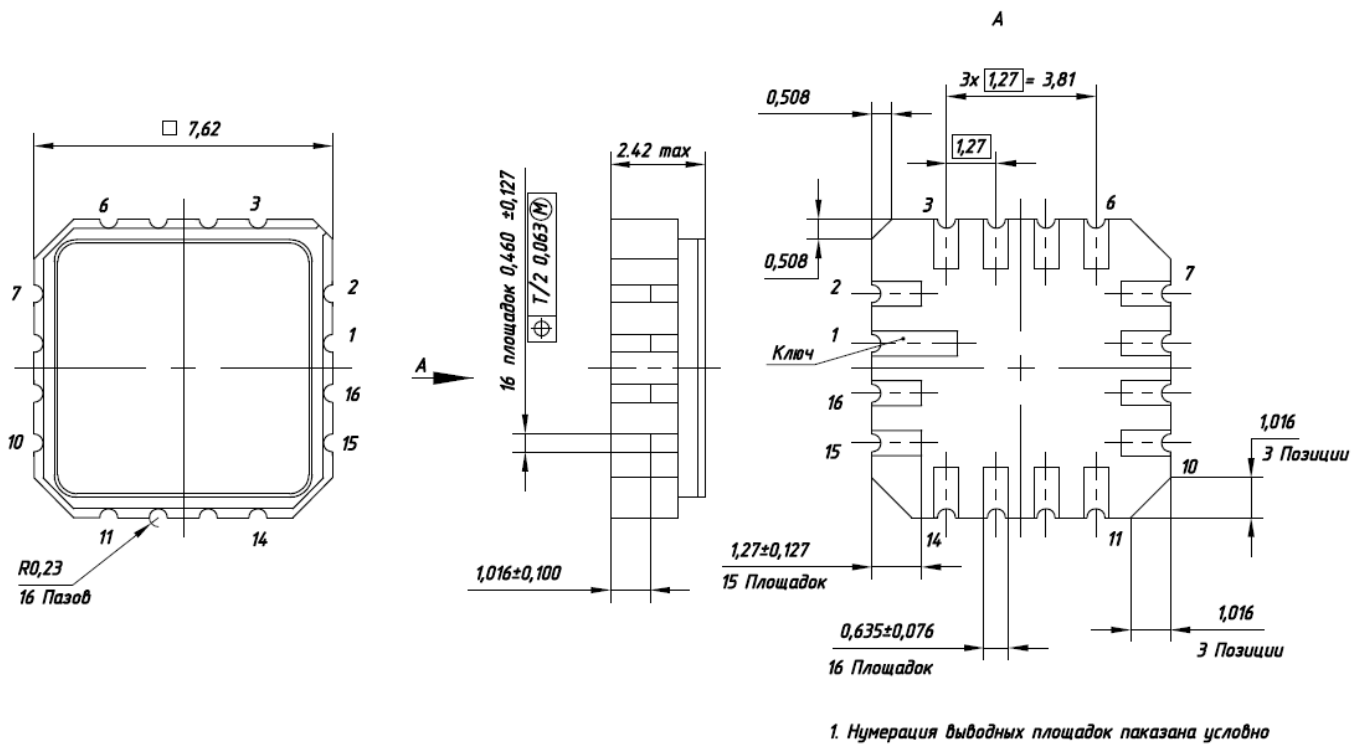 А
3х 1,27 = 3,81
0,508
□ 7,62
2.42 max
1,27
16 площадок 0,460 ±0,127
⌖ Т/2 0,063 Ⓜ
6
3
3
6
0,508
7
2
2
7
1
1
Ключ
А
16
16
10
15
15
1,016
3 Позиции
10
11
14
14
11
R0,23
16 Пазов
1,016±0,100
1,27±0,127
15 Площадок
0,635±0,076
16 Площадок
1,016
3 Позиции
1. Нумерация выводных площадок паказана условно